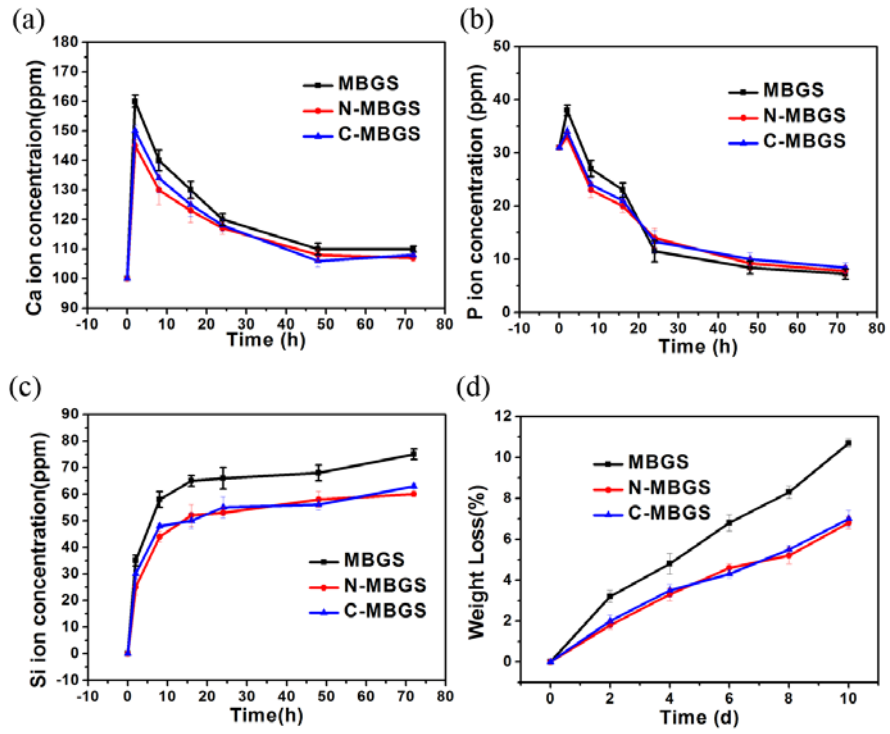 (a)
Ca ion concentraion(ppm)
160
150
140
130
120
110
100
90
180
170
160
-10 0 10 20 30 40 50 60 70 80
Time (h)
MBGS
N-MBGS
C-MBGS
(b)
P ion concentration (ppm)
50
40
30
20
10
0
-10 0 10 20 30 40 50 60 70 80
Time (h)
MBGS
N-MBGS
C-MBGS
(c)
Si ion concentration(ppm)
90
80
70
60
50
40
30
20
10
0
-10
-10 0 10 20 30 40 50 60 70 80
Time(h)
MBGS
N-MBGS
C-MBGS
(d)
Weight Loss(%)
12
10
8
6
4
2
0
0 2 4 6 8 10
Time (d)
MBGS
N-MBGS
C-MBGS